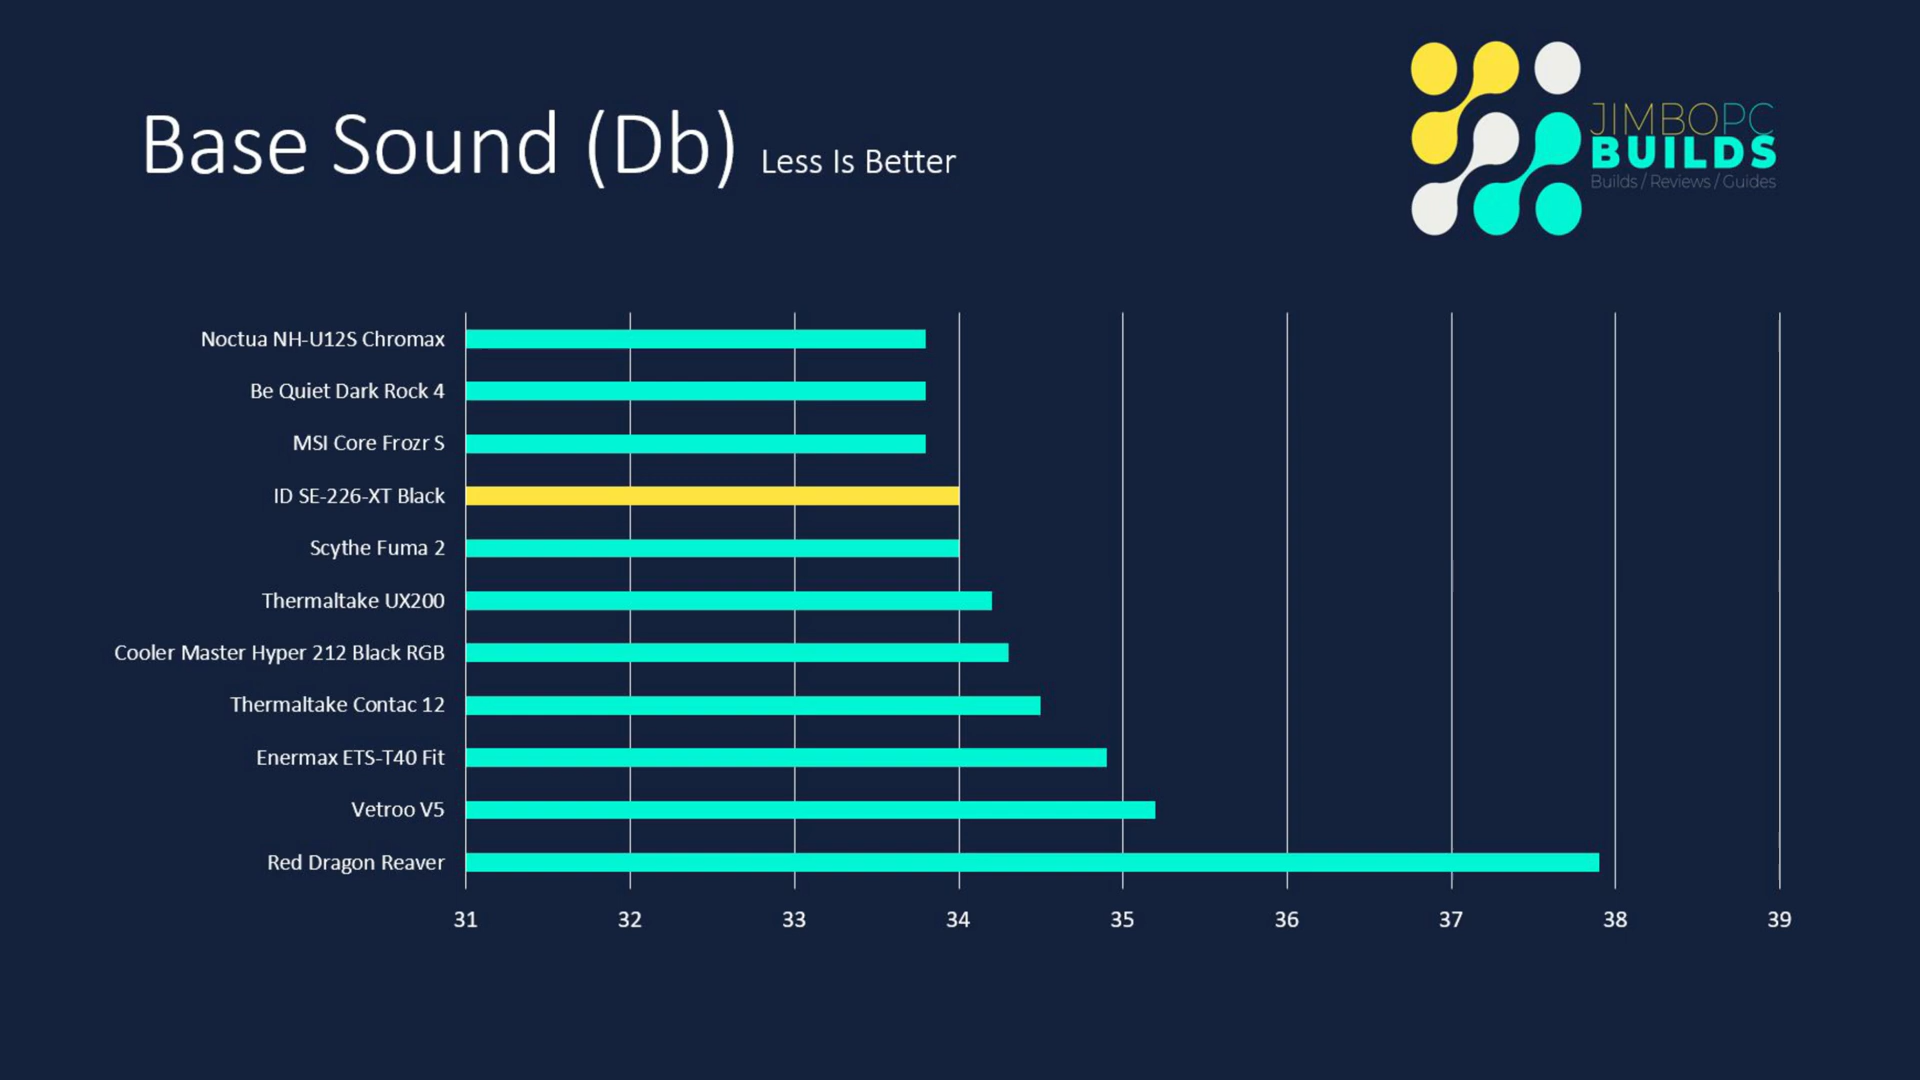 Base Sound (Db) Less Is Better
JIMBOPC
BUILDS
Builds / Reviews / Guides
Noctua NH-U12S Chromax
Be Quiet Dark Rock 4
MSI Core Frozr S
ID SE-226-XT Black
Scythe Fuma 2
Thermaltake UX200
Cooler Master Hyper 212 Black RGB
Thermaltake Contac 12
Enermax ETS-T40 Fit
Vetroo V5
Red Dragon Reaver
31 32 33 34 35 36 37 38 39